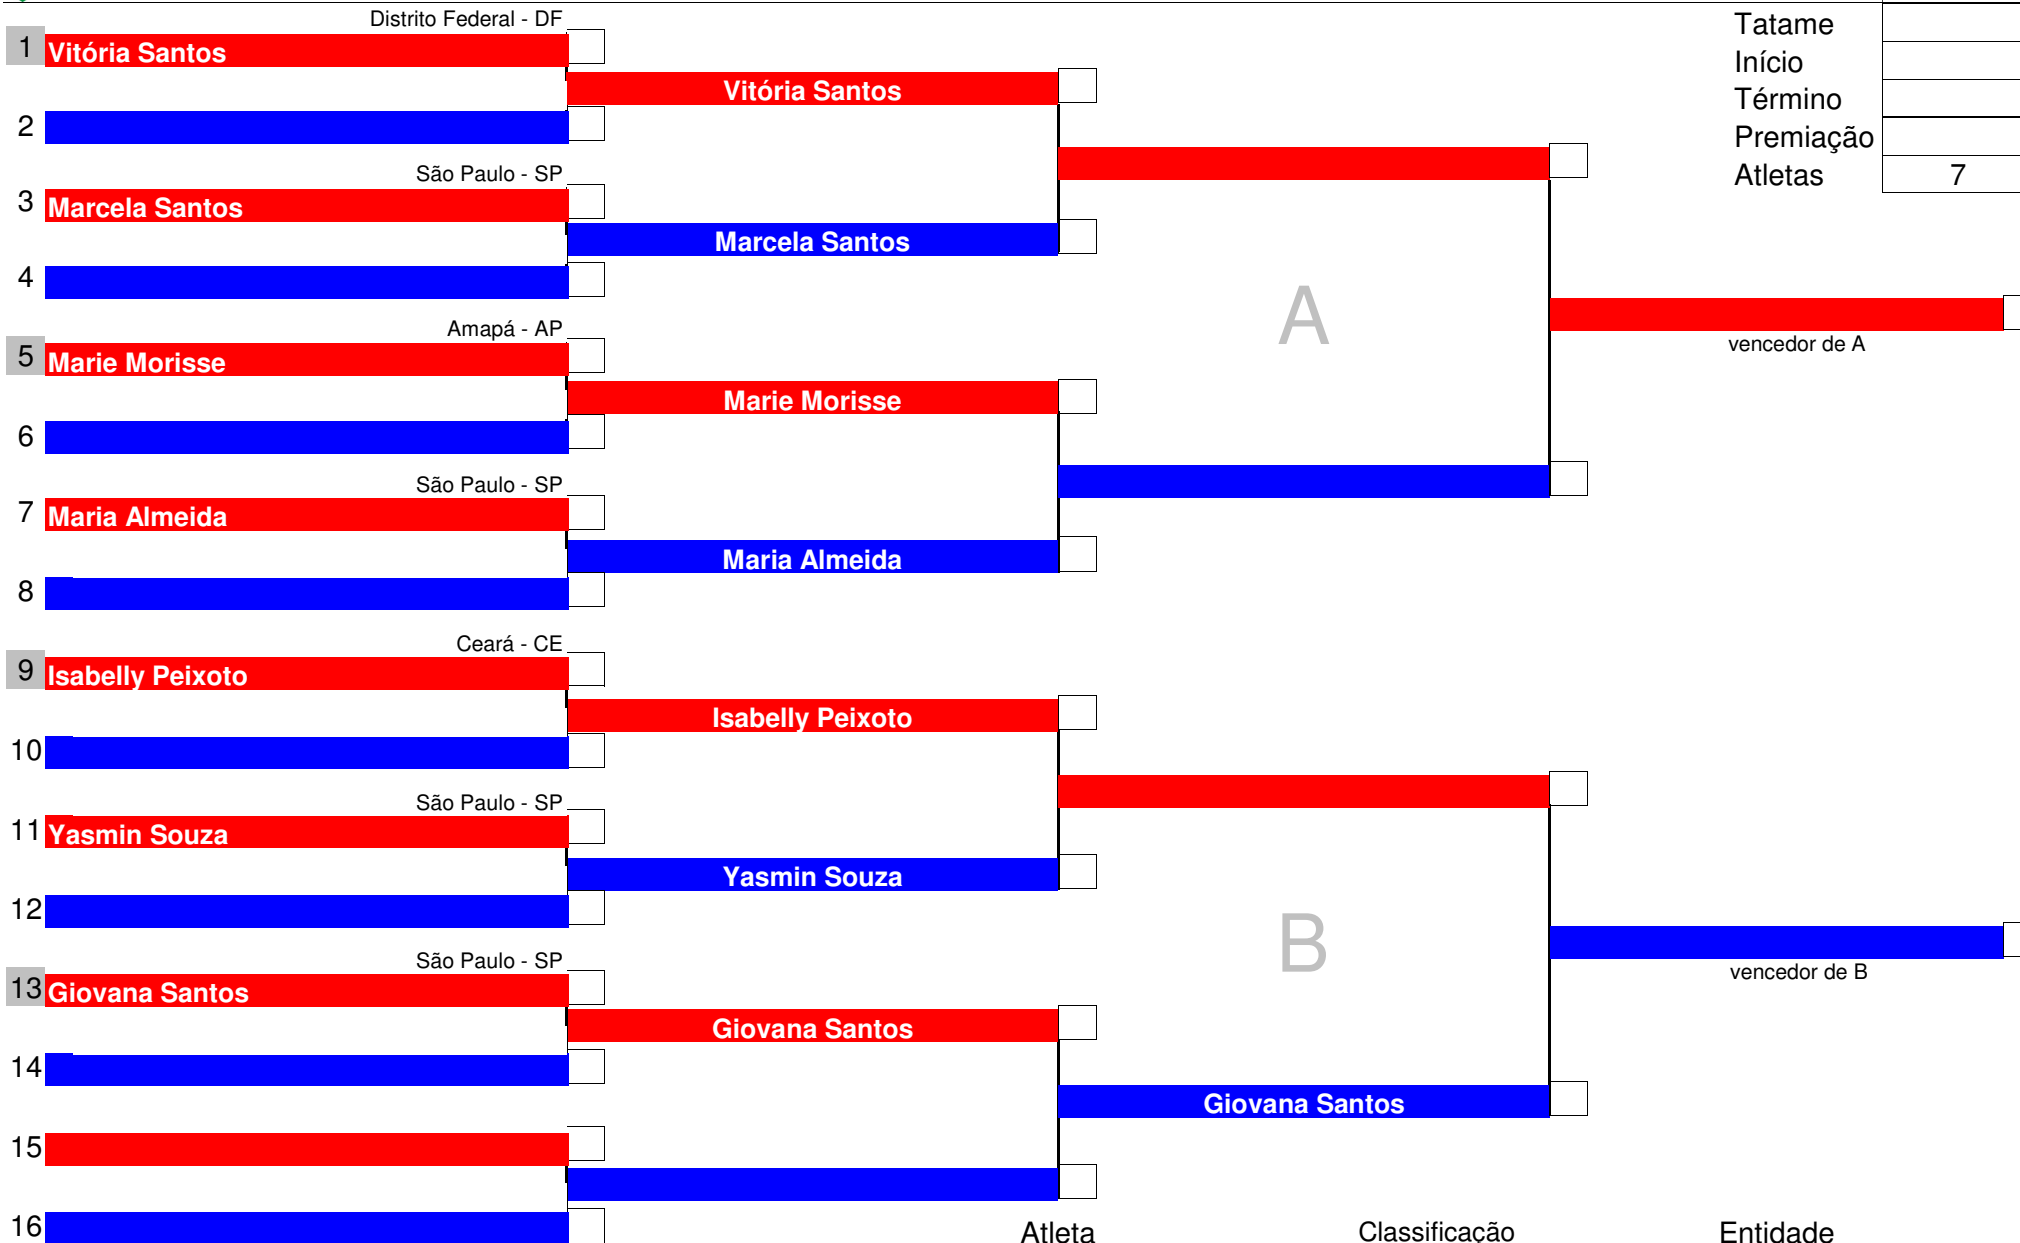 Distrito Federal - DF
Tatame
1 Vitória Santos
Início
Vitória Santos
Término
2
Premiação
São Paulo - SP
Atletas 7
3 Marcela Santos
Marcela Santos
4
A
Amapá - AP
vencedor de A
5 Marie Morisse
Marie Morisse
6
São Paulo - SP
7 Maria Almeida
Maria Almeida
8
Ceará - CE
9 Isabelly Peixoto
Isabelly Peixoto
10
São Paulo - SP
11 Yasmin Souza
Yasmin Souza
12
B
São Paulo - SP
vencedor de B
13 Giovana Santos
Giovana Santos
14
Giovana Santos
15
16
Atleta Classificação Entidade